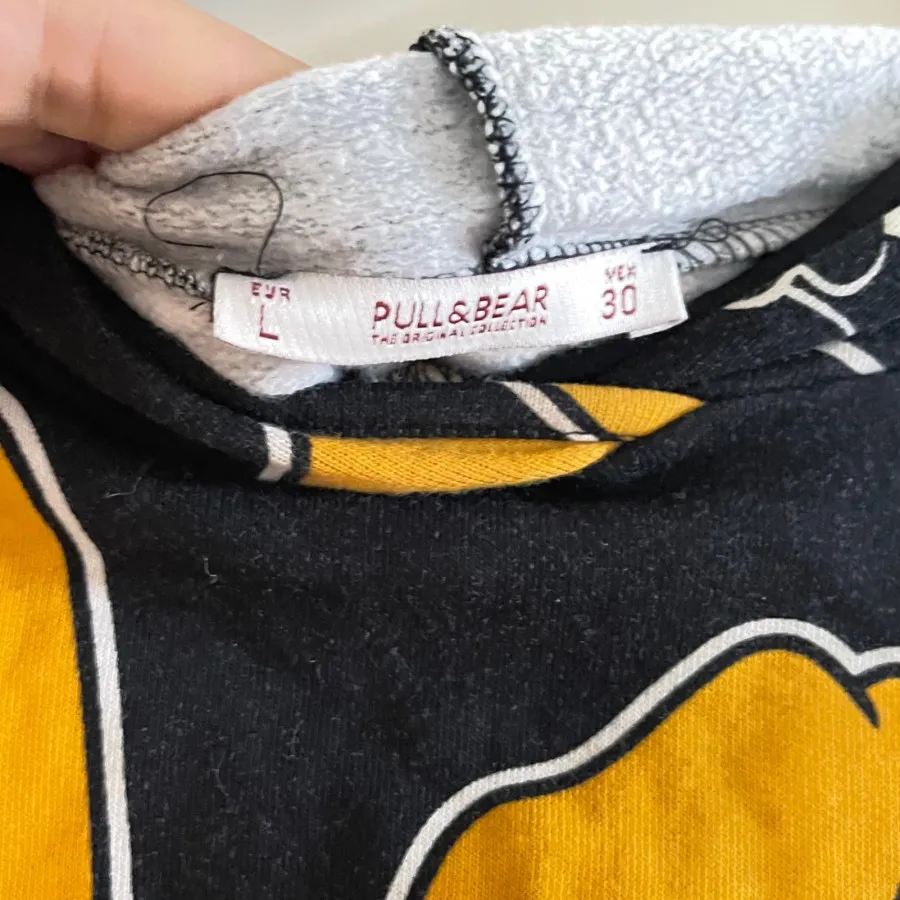 EUR
L
PULL&BEAR
THE ORIGINAL COLLECTION
MEX
30